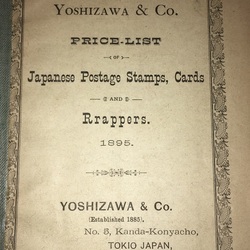 YOSHIZAWA & Co.
PRICE-LIST
OF
Japanese Postage Stamps, Cards
AND
Rrappers.
1895.
YOSHIZAWA & Co.
(Established 1885).
No. 8, Kanda-Konyacho,
TOKIO JAPAN,